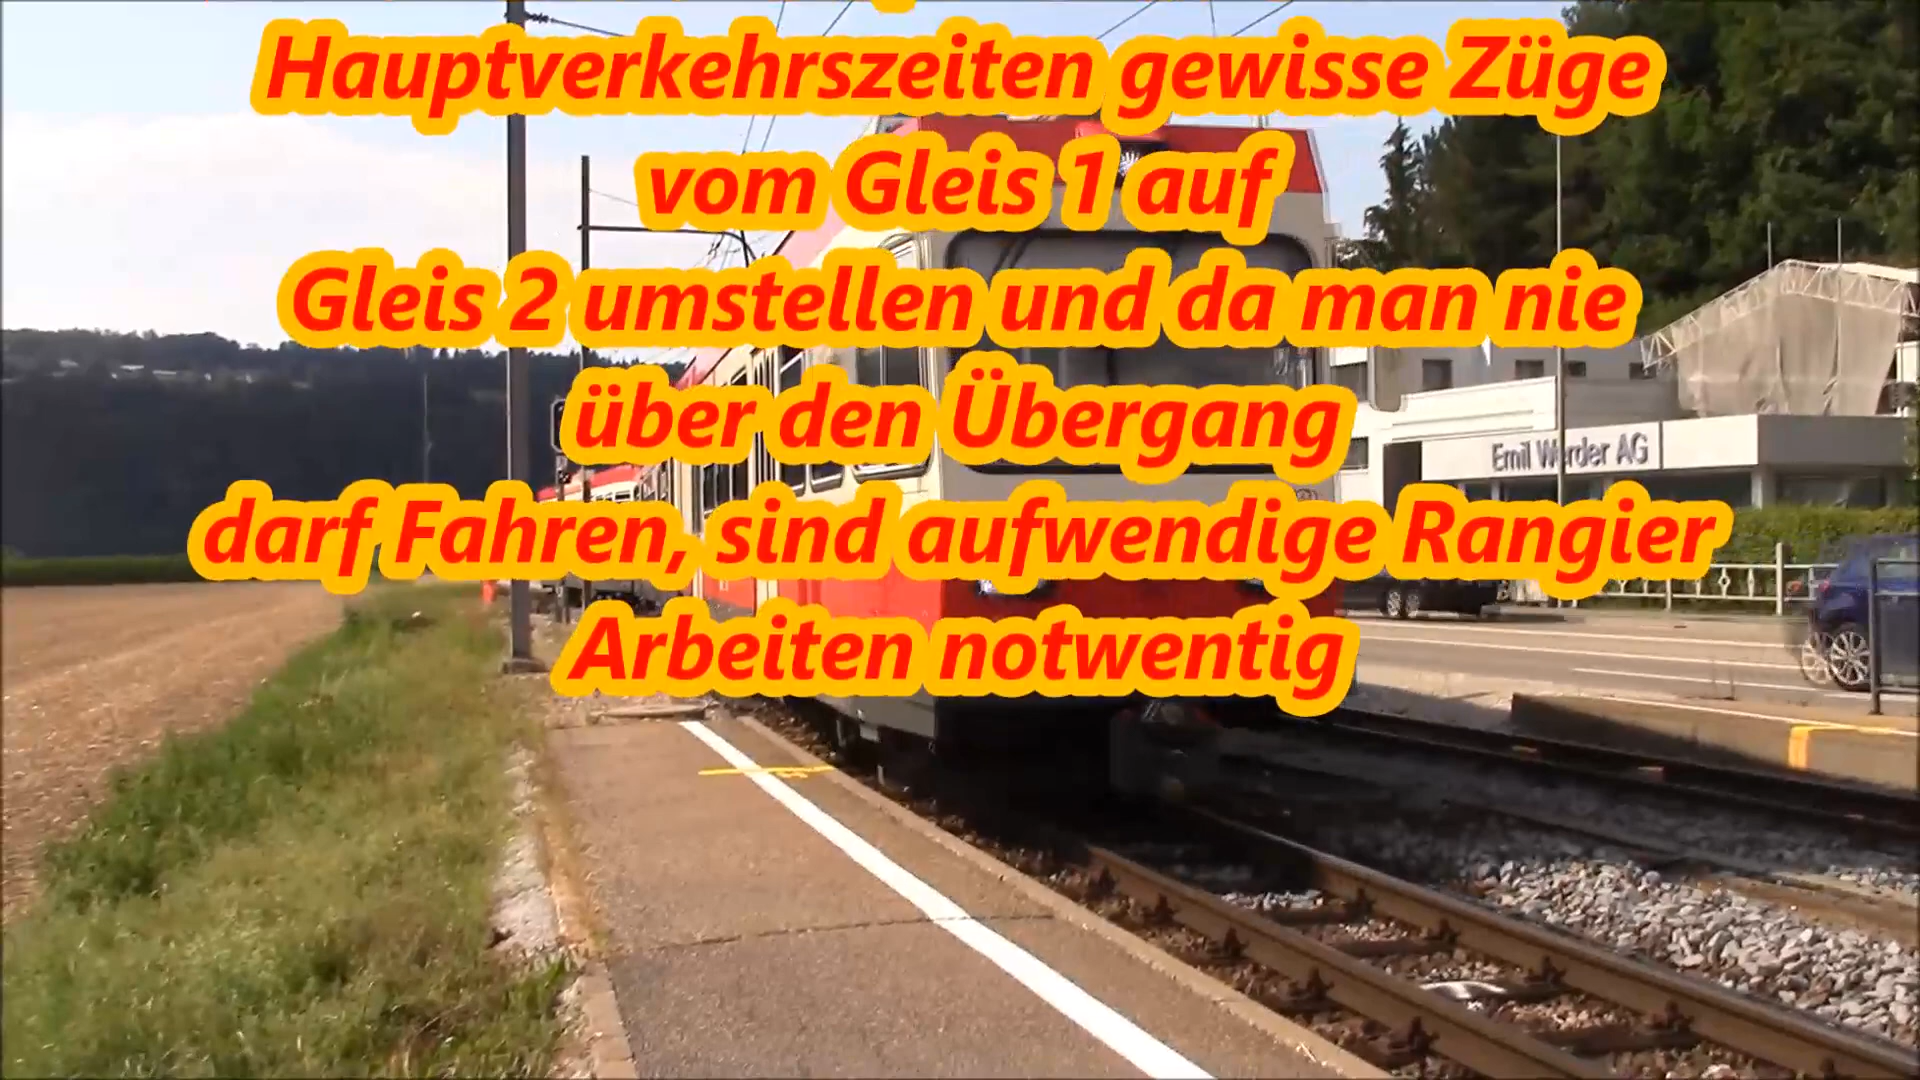 Hauptverkehrszeiten gewisse Züge
vom Gleis 1 auf
Gleis 2 umstellen und da man nie
über den Übergang
darf Fahren, sind aufwendige Rangier
Arbeiten notwentig
Emil Werder AG